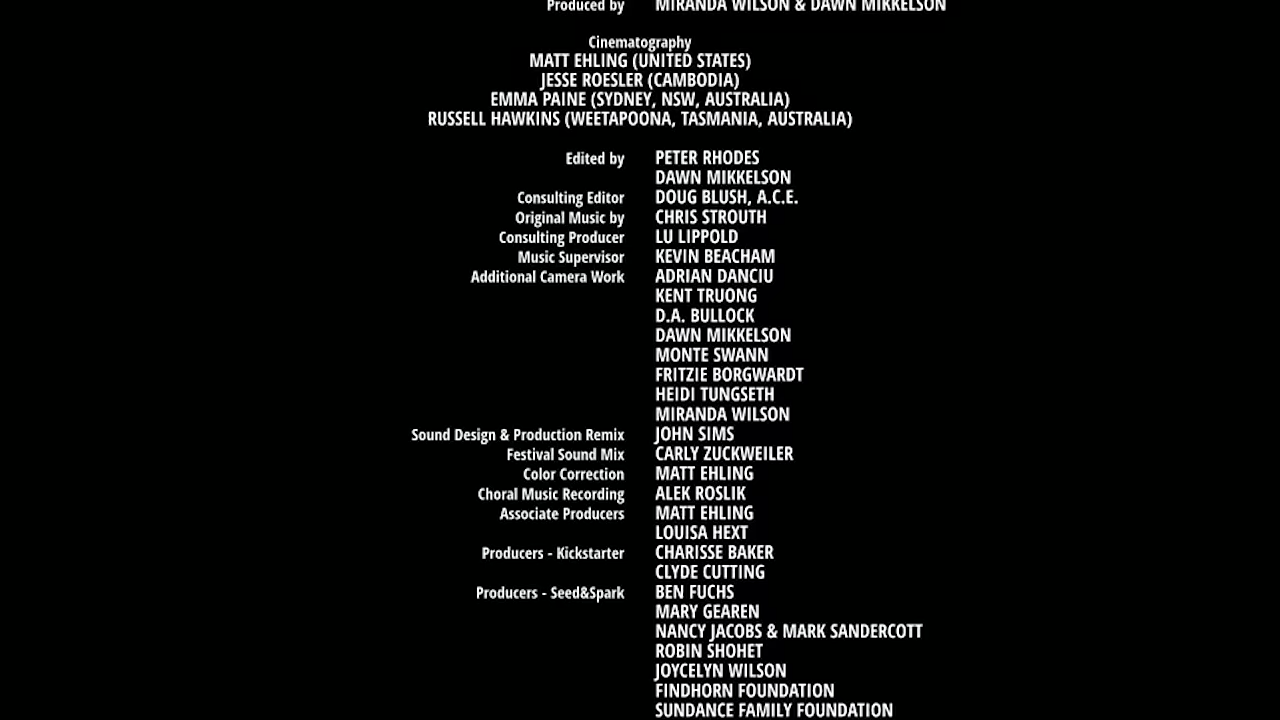 Produced by MIRANDA WILSON & DAWN MIKKELSON
Cinematography
MATT EHLING (UNITED STATES)
JESSE ROESLER (CAMBODIA)
EMMA PAINE (SYDNEY, NSW, AUSTRALIA)
RUSSELL HAWKINS (WEETAPOONA, TASMANIA, AUSTRALIA)
Edited by PETER RHODES
DAWN MIKKELSON
Consulting Editor DOUG BLUSH, A.C.E.
Original Music by CHRIS STROUTH
Consulting Producer LU LIPPOLD
Music Supervisor KEVIN BEACHAM
Additional Camera Work ADRIAN DANCIU
KENT TRUONG
D.A. BULLOCK
DAWN MIKKELSON
MONTE SWANN
FRITZIE BORGWARDT
HEIDI TUNGSETH
MIRANDA WILSON
Sound Design & Production Remix JOHN SIMS
Festival Sound Mix CARLY ZUCKWEILER
Color Correction MATT EHLING
Choral Music Recording ALEK ROSLIK
Associate Producers MATT EHLING
LOUISA HEXT
Producers - Kickstarter CHARISSE BAKER
CLYDE CUTTING
Producers - Seed&Spark BEN FUCHS
MARY GEAREN
NANCY JACOBS & MARK SANDERCOTT
ROBIN SHOHET
JOYCELYN WILSON
FINDHORN FOUNDATION
SUNDANCE FAMILY FOUNDATION